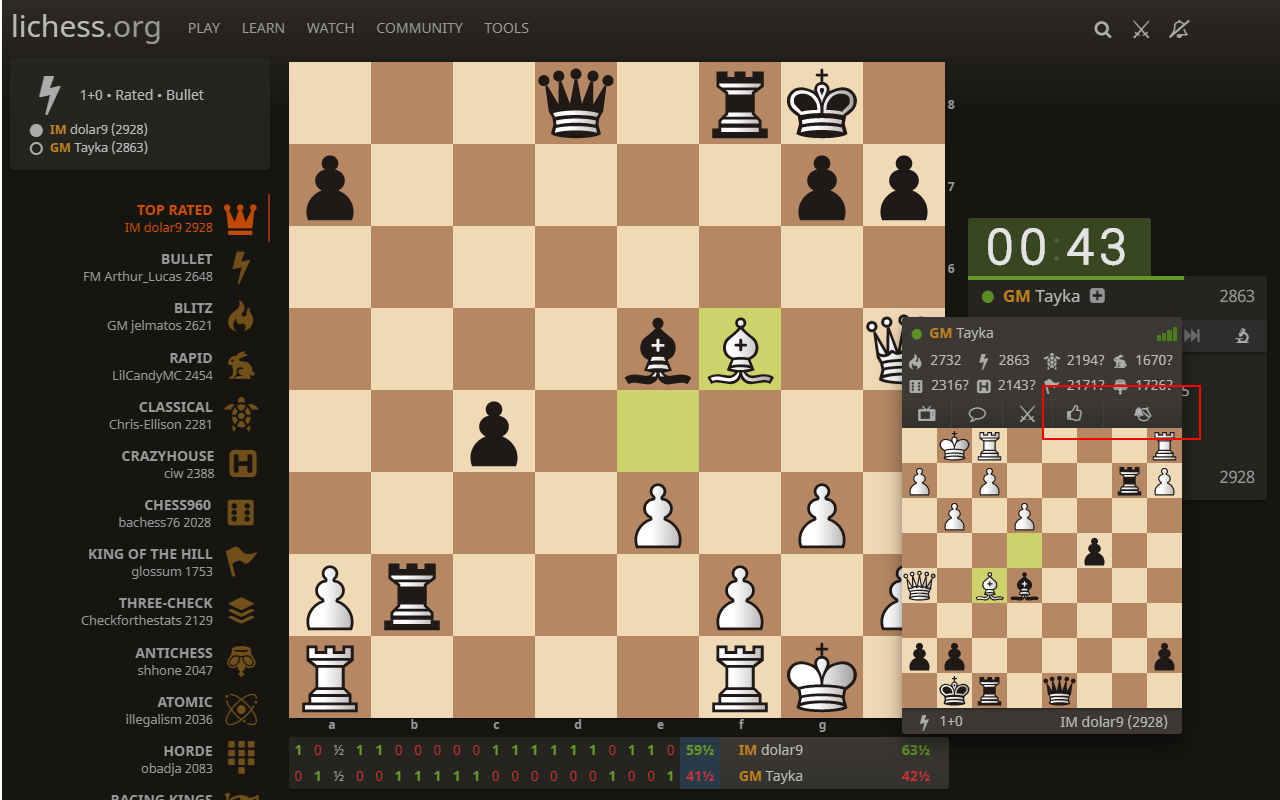 lichess.org PLAY LEARN WATCH COMMUNITY TOOLS
1+0 • Rated • Bullet
IM dolar9 (2928)
GM Tayka (2863)
TOP RATED
IM dolar9 2928
BULLET
FM Arthur_Lucas 2648
BLITZ
GM jelmatos 2621
RAPID
LilCandyMC 2454
CLASSICAL
Chris-Ellison 2281
CRAZYHOUSE
ciw 2388
CHESS960
bachess76 2028
KING OF THE HILL
glossum 1753
THREE-CHECK
Checkforthestats 2129
ANTICHESS
shhone 2047
ATOMIC
illegalism 2036
HORDE
obadja 2083
RACING KINGS
8
7
6
a b c d e f g
1 0 ½ 1 1 0 0 0 0 0 1 1 1 1 1 1 0 1 1 0 59½ IM dolar9 63½
0 1 ½ 0 0 1 1 1 1 1 0 0 0 0 0 0 1 0 0 1 41½ GM Tayka 42½
00:43
GM Tayka 2863
GM Tayka
2732 2863 2194? 1670?
2316? 2143? 2171? 1726?
5
2928
1+0 IM dolar9 (2928)